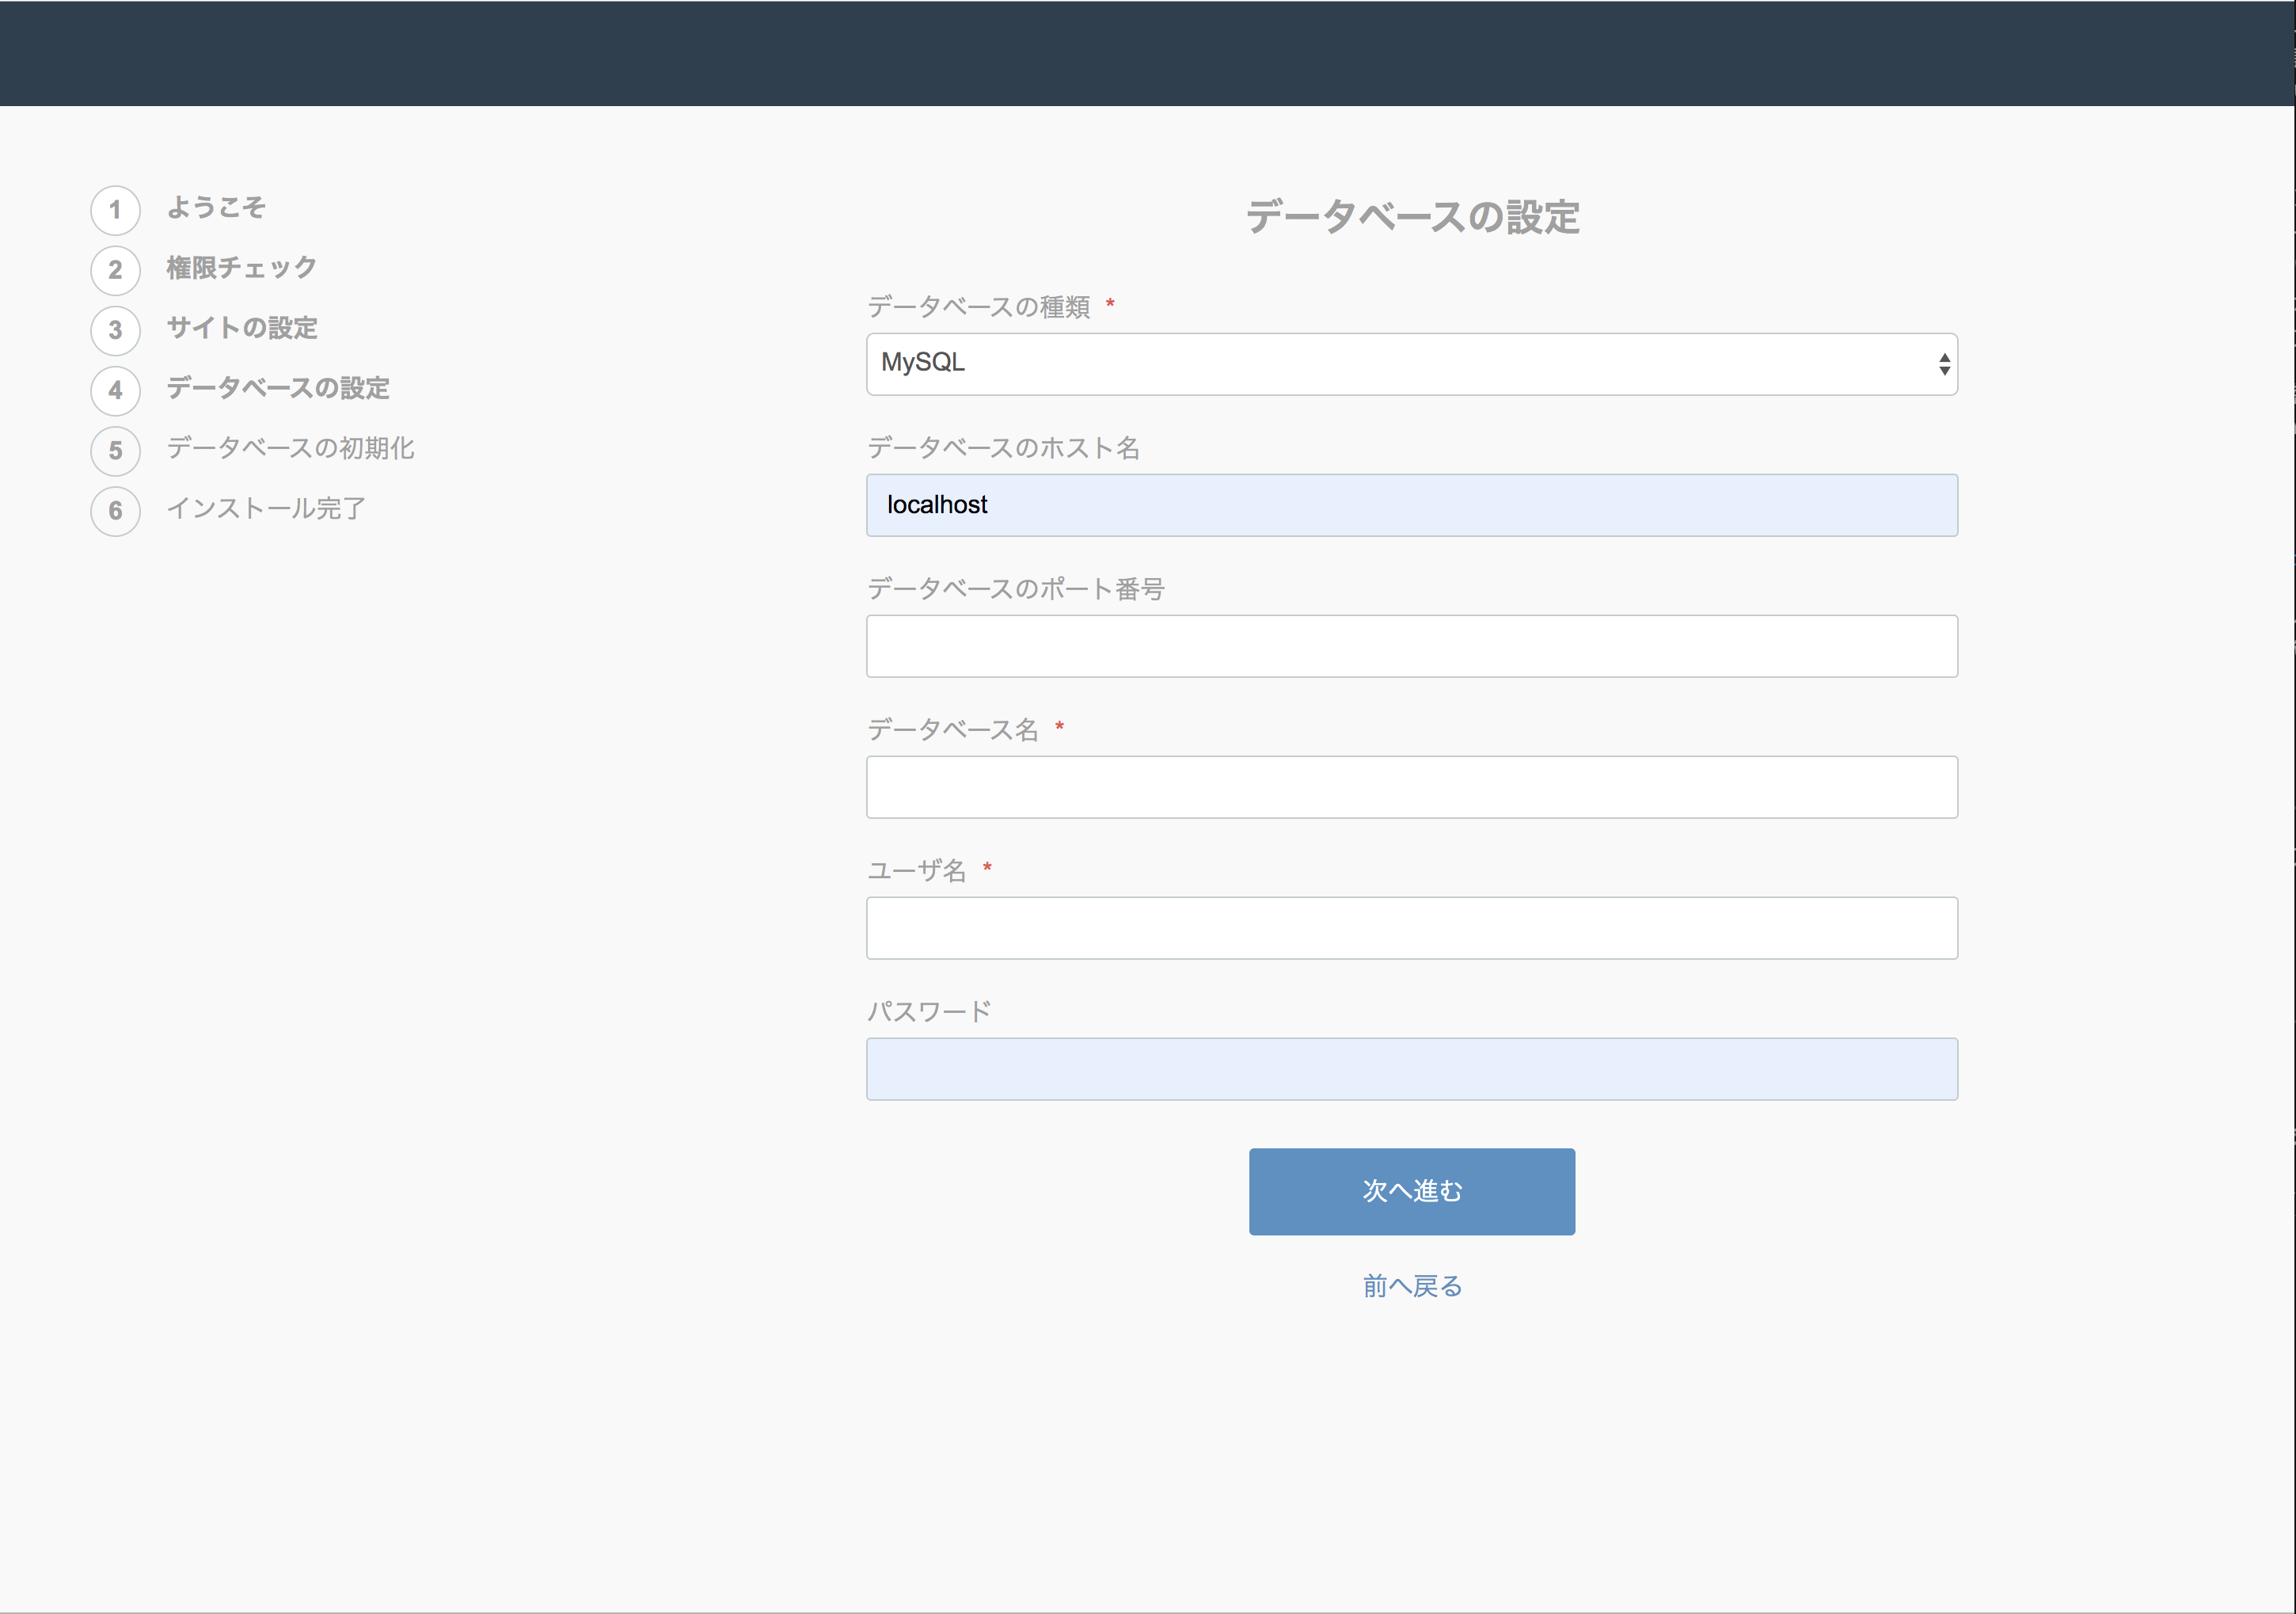 1 ようこそ
2 権限チェック
3 サイトの設定
4 データベースの設定
5 データベースの初期化
6 インストール完了
データベースの設定
データベースの種類 *
MySQL
データベースのホスト名
localhost
データベースのポート番号
データベース名 *
ユーザ名 *
パスワード
次へ進む
前へ戻る